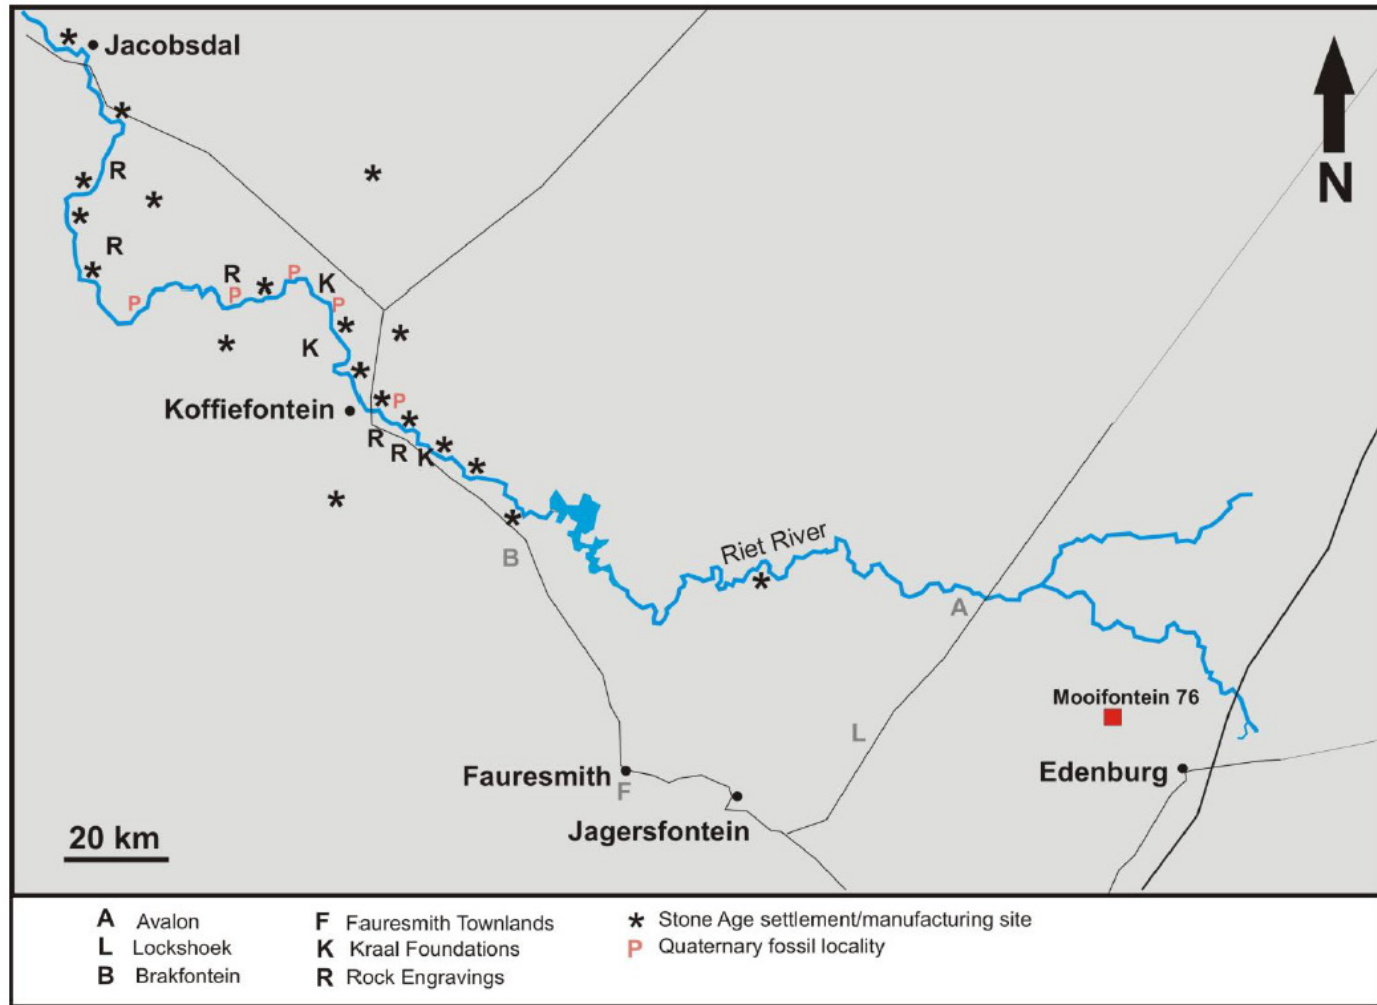 * Jacobsdal
*
N
R
*
* *
*
R
*
R P K
P * P
P
*
* K *
*
* P
Koffiefontein
*
R
R K *
*
*
*
B
Riet River
*
A
Mooifontein 76
L
Fauresmith
F
Edenburg
Jagersfontein
20 km
A Avalon F Fauresmith Townlands * Stone Age settlement/manufacturing site
L Lockshoek K Kraal Foundations P Quaternary fossil locality
B Brakfontein R Rock Engravings